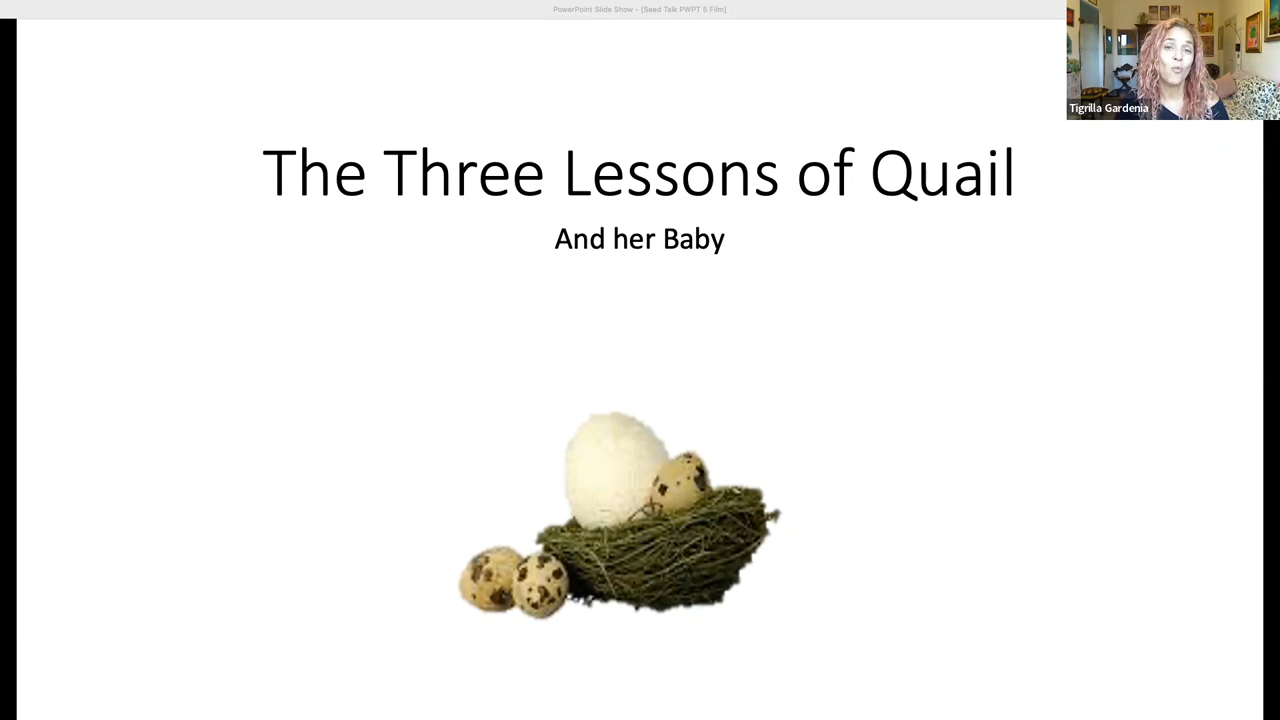 PowerPoint Slide Show - [Seed Talk PWPT 5 Film]
Tigrilla Gardenia
The Three Lessons of Quail
And her Baby